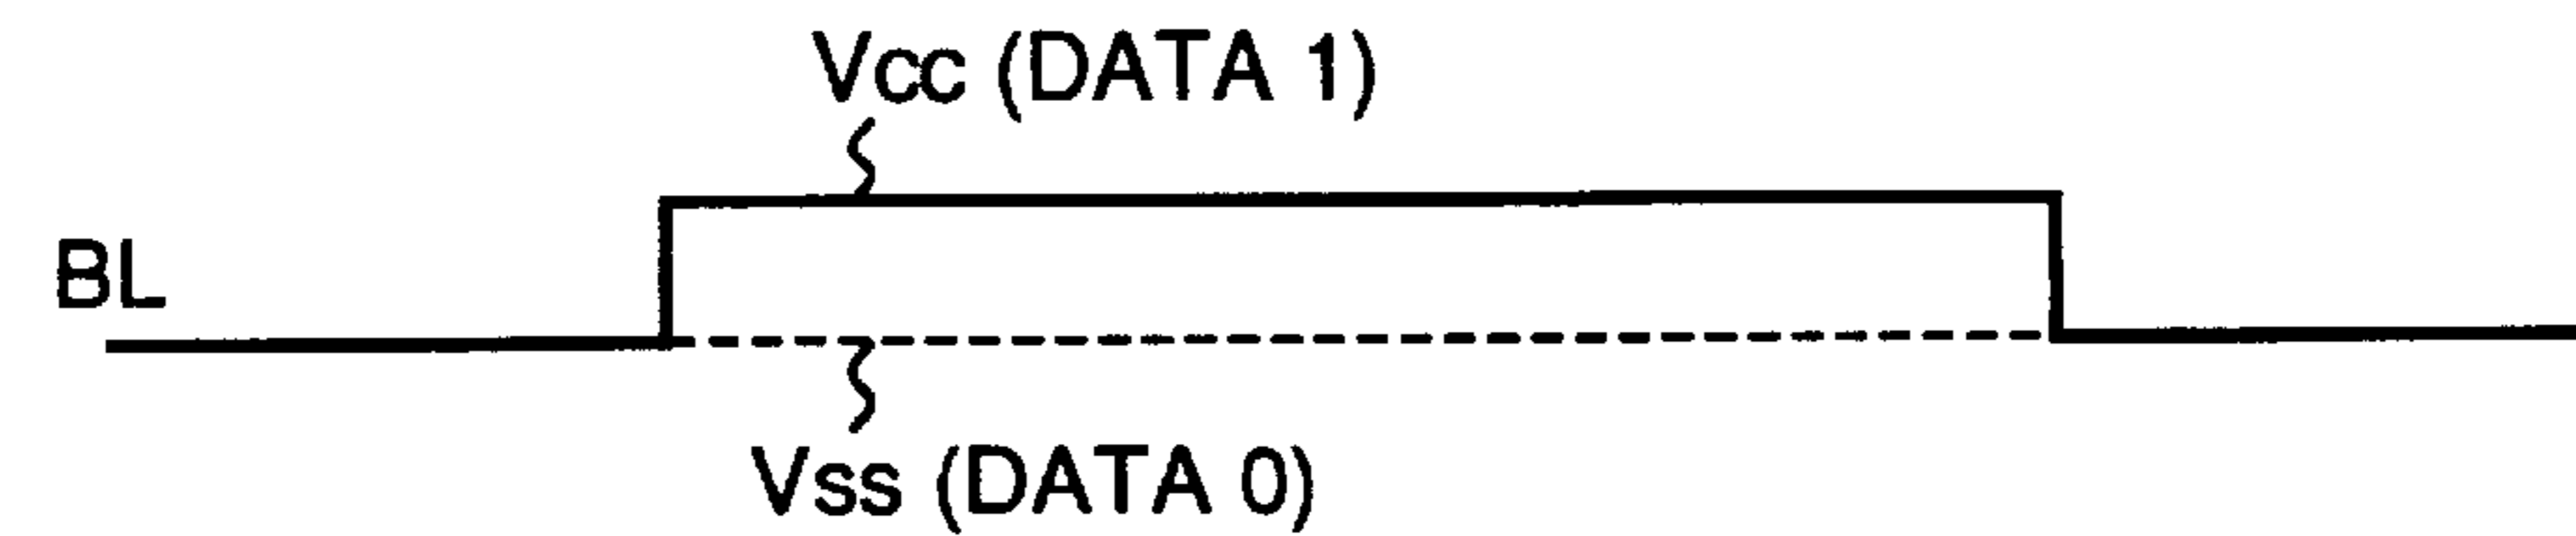 Vcc (DATA 1)
BL
Vss (DATA 0)